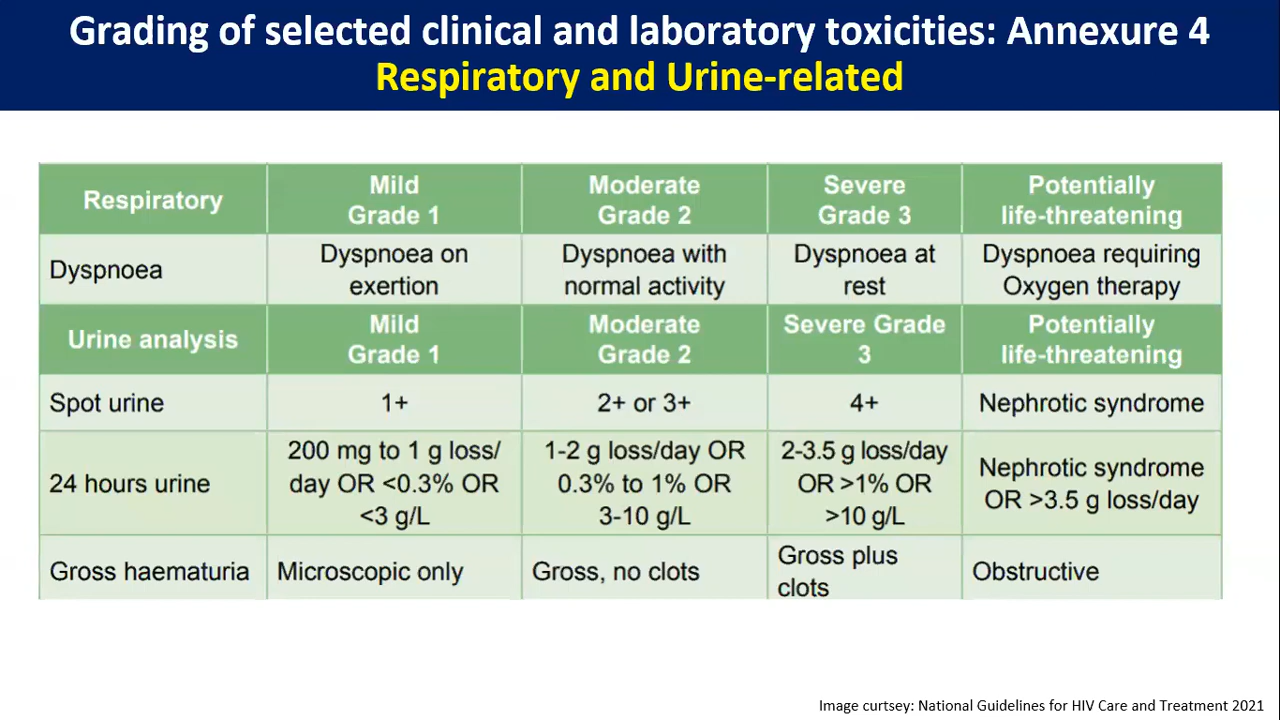 Grading of selected clinical and laboratory toxicities: Annexure 4
Respiratory and Urine-related
Respiratory
Mild
Grade 1
Moderate
Grade 2
Severe
Grade 3
Potentially
life-threatening
Dyspnoea
Dyspnoea on
exertion
Dyspnoea with
normal activity
Dyspnoea at
rest
Dyspnoea requiring
Oxygen therapy
Urine analysis
Mild
Grade 1
Moderate
Grade 2
Severe Grade
3
Potentially
life-threatening
Spot urine
1+
2+ or 3+
4+
Nephrotic syndrome
24 hours urine
200 mg to 1 g loss/
day OR <0.3% OR
<3 g/L
1-2 g loss/day OR
0.3% to 1% OR
3-10 g/L
2-3.5 g loss/day
OR >1% OR
>10 g/L
Nephrotic syndrome
OR >3.5 g loss/day
Gross haematuria
Microscopic only
Gross, no clots
Gross plus
clots
Obstructive
Image curtsey: National Guidelines for HIV Care and Treatment 2021